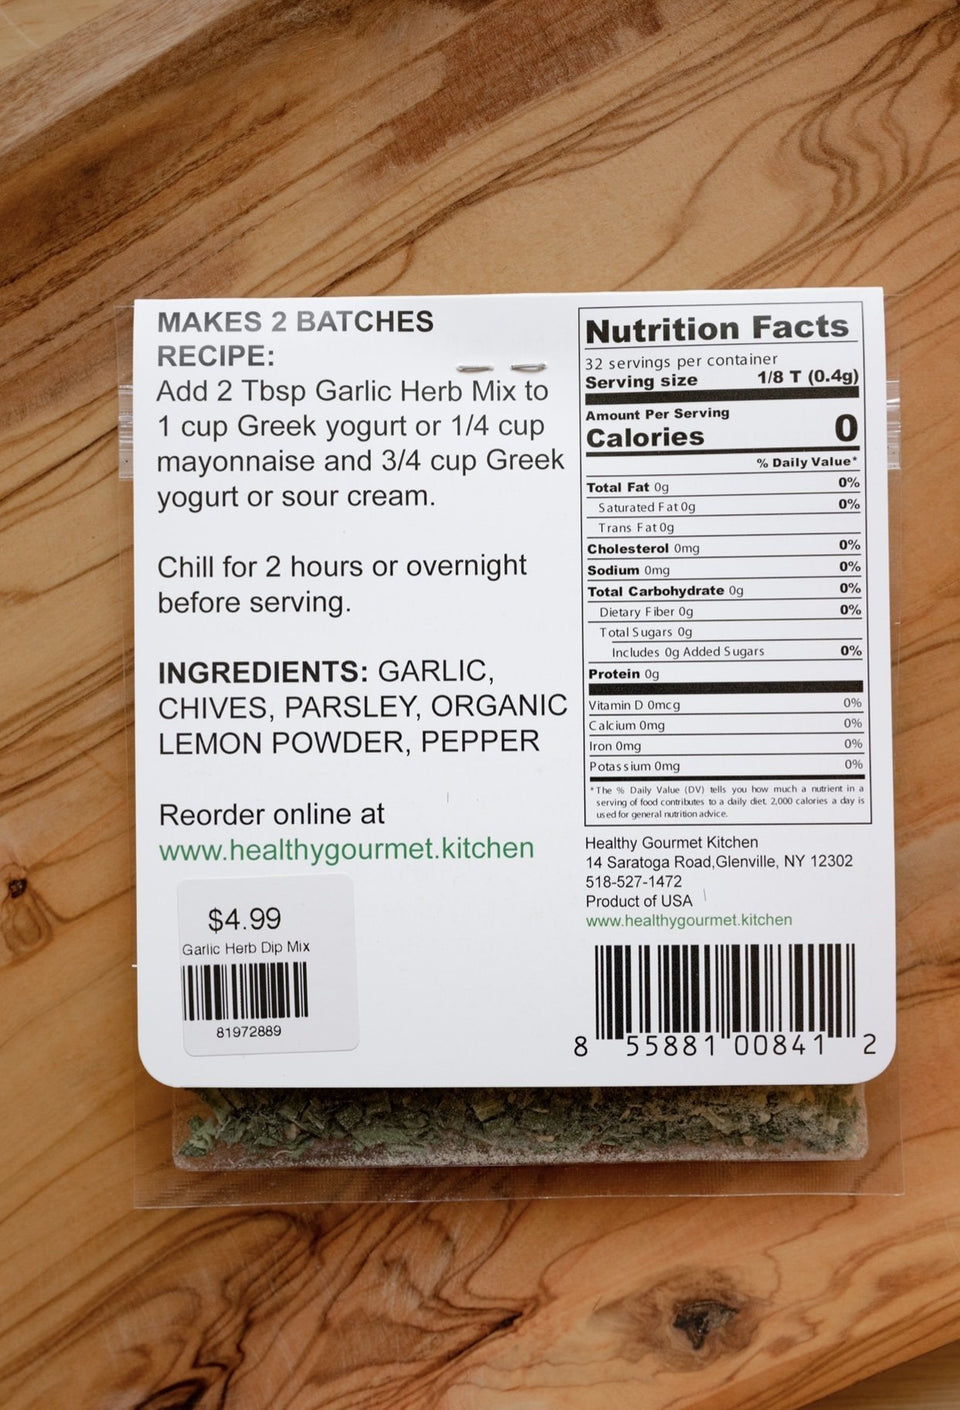 MAKES 2 BATCHES
RECIPE:
Add 2 Tbsp Garlic Herb Mix to
1 cup Greek yogurt or 1/4 cup
mayonnaise and 3/4 cup Greek
yogurt or sour cream.
Chill for 2 hours or overnight
before serving.
INGREDIENTS: GARLIC,
CHIVES, PARSLEY, ORGANIC
LEMON POWDER, PEPPER
Reorder online at
www.healthygourmet.kitchen
$4.99
Garlic Herb Dip Mix
81972889
Nutrition Facts
32 servings per container
Serving size 1/8 T (0.4g)
Amount Per Serving
Calories 0
% Daily Value*
Total Fat 0g 0%
Saturated Fat 0g 0%
Trans Fat 0g
Cholesterol 0mg 0%
Sodium 0mg 0%
Total Carbohydrate 0g 0%
Dietary Fiber 0g 0%
Total Sugars 0g
Includes 0g Added Sugars 0%
Protein 0g
Vitamin D 0mcg 0%
Calcium 0mg 0%
Iron 0mg 0%
Potassium 0mg 0%
*The % Daily Value (DV) tells you how much a nutrient in a
serving of food contributes to a daily diet. 2,000 calories a day is
used for general nutrition advice.
Healthy Gourmet Kitchen
14 Saratoga Road,Glenville, NY 12302
518-527-1472
Product of USA
www.healthygourmet.kitchen
8 55881 00841 2